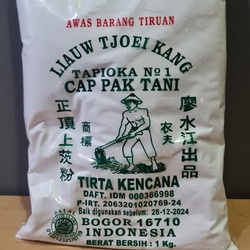 AWAS BARANG TIRUAN
LIAUW TJOEI KANG
TAPIOKA No 1
CAP PAK TANI
正頂上茨粉
商標
农夫
廖水江出品
TIRTA KENCANA
DAFT. IDM 000366998
P-IRT. 2063201020769-24
Baik digunakan sebelum: 28-12-2024
BOGOR 16710
INDONESIA
BERAT BERSIH : 1 Kg.